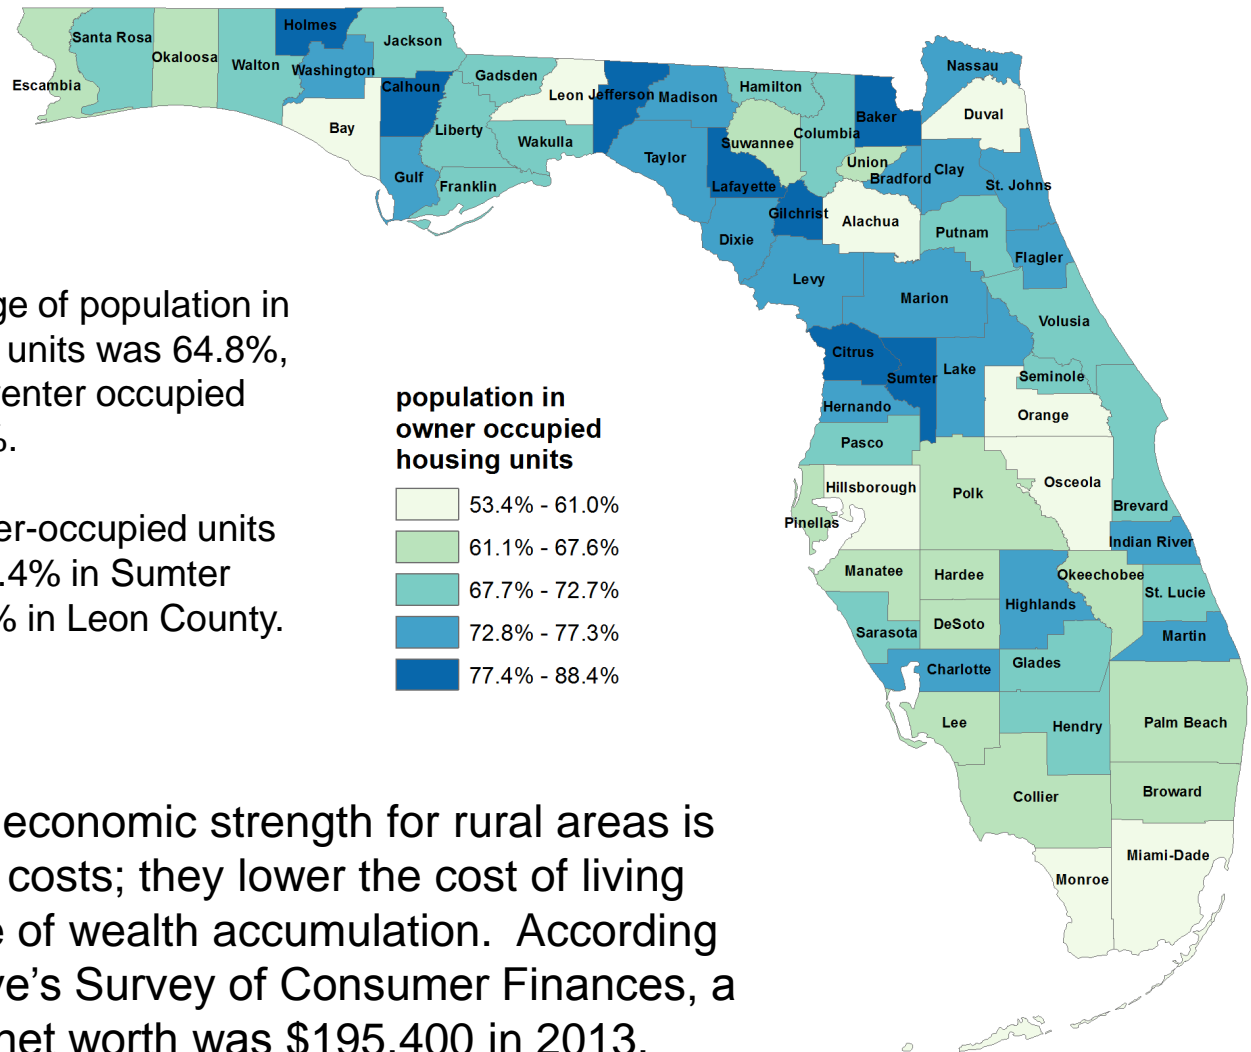 Holmes
Santa Rosa
Jackson
Okaloosa
Walton
Washington
Escambia
Calhoun
Gadsden
Leon
Jefferson
Madison
Hamilton
Nassau
Bay
Liberty
Wakulla
Taylor
Suwannee
Columbia
Baker
Duval
Union
Bradford
Clay
St. Johns
Gulf
Franklin
Lafayette
Gilchrist
Alachua
Putnam
Dixie
Flagler
Levy
Marion
Volusia
Citrus
Sumter
Lake
Seminole
Hernando
Orange
Pasco
Hillsborough
Polk
Osceola
Brevard
Pinellas
Indian River
Manatee
Hardee
Okeechobee
St. Lucie
Highlands
Sarasota
DeSoto
Martin
Charlotte
Glades
Lee
Hendry
Palm Beach
Collier
Broward
Miami-Dade
Monroe
ge of population in
units was 64.8%,
enter occupied
%.
er-occupied units
.4% in Sumter
% in Leon County.
population in
owner occupied
housing units
53.4% - 61.0%
61.1% - 67.6%
67.7% - 72.7%
72.8% - 77.3%
77.4% - 88.4%
economic strength for rural areas is
costs; they lower the cost of living
e of wealth accumulation.  According
ve’s Survey of Consumer Finances, a
net worth was $195,400 in 2013.